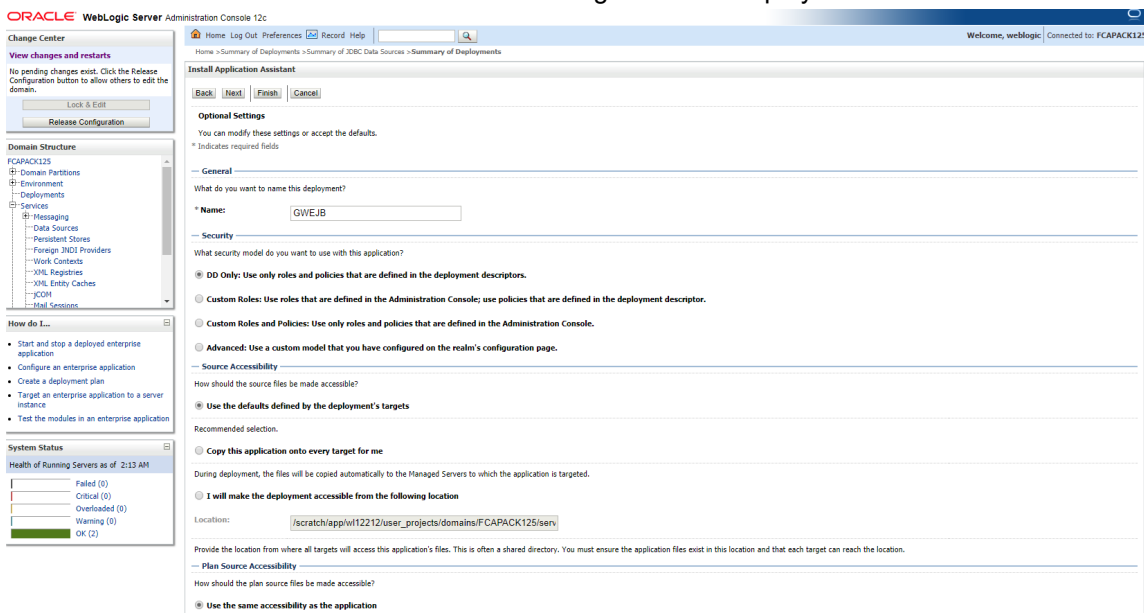 ORACLE WebLogic Server Administration Console 12c
Change Center
View changes and restarts
No pending changes exist. Click the Release
Configuration button to allow others to edit the
domain.
Lock & Edit
Release Configuration
Domain Structure
FCAPACK125
Domain Partitions
Environment
Deployments
Services
Messaging
Data Sources
Persistent Stores
Foreign JNDI Providers
Work Contexts
XML Registries
XML Entity Caches
jCOM
Mail Sessions
How do I...
Start and stop a deployed enterprise
application
Configure an enterprise application
Create a deployment plan
Target an enterprise application to a server
instance
Test the modules in an enterprise application
System Status
Health of Running Servers as of 2:13 AM
Failed (0)
Critical (0)
Overloaded (0)
Warning (0)
OK (2)
Home Log Out Preferences Record Help
Welcome, weblogic Connected to: FCAPACK125
Home >Summary of Deployments >Summary of JDBC Data Sources >Summary of Deployments
Install Application Assistant
Back Next Finish Cancel
Optional Settings
You can modify these settings or accept the defaults.
* Indicates required fields
General
What do you want to name this deployment?
* Name: GWEJB
Security
What security model do you want to use with this application?
DD Only: Use only roles and policies that are defined in the deployment descriptors.
Custom Roles: Use roles that are defined in the Administration Console; use policies that are defined in the deployment descriptor.
Custom Roles and Policies: Use only roles and policies that are defined in the Administration Console.
Advanced: Use a custom model that you have configured on the realm's configuration page.
Source Accessibility
How should the source files be made accessible?
Use the defaults defined by the deployment's targets
Recommended selection.
Copy this application onto every target for me
During deployment, the files will be copied automatically to the Managed Servers to which the application is targeted.
I will make the deployment accessible from the following location
Location: /scratch/app/wl12212/user_projects/domains/FCAPACK125/serv
Provide the location from where all targets will access this application's files. This is often a shared directory. You must ensure the application files exist in this location and that each target can reach the location.
Plan Source Accessibility
How should the plan source files be made accessible?
Use the same accessibility as the application